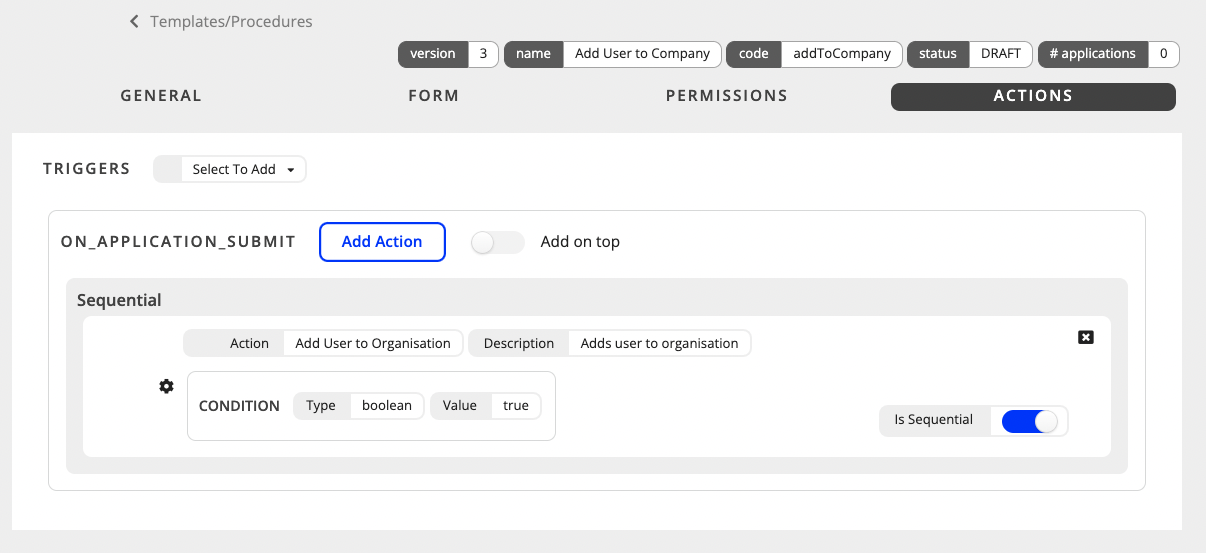 Templates/Procedures
version 3 name Add User to Company code addToCompany status DRAFT # applications 0
GENERAL FORM PERMISSIONS ACTIONS
TRIGGERS Select To Add
ON_APPLICATION_SUBMIT Add Action Add on top
Sequential
Action Add User to Organisation Description Adds user to organisation
CONDITION Type boolean Value true
Is Sequential